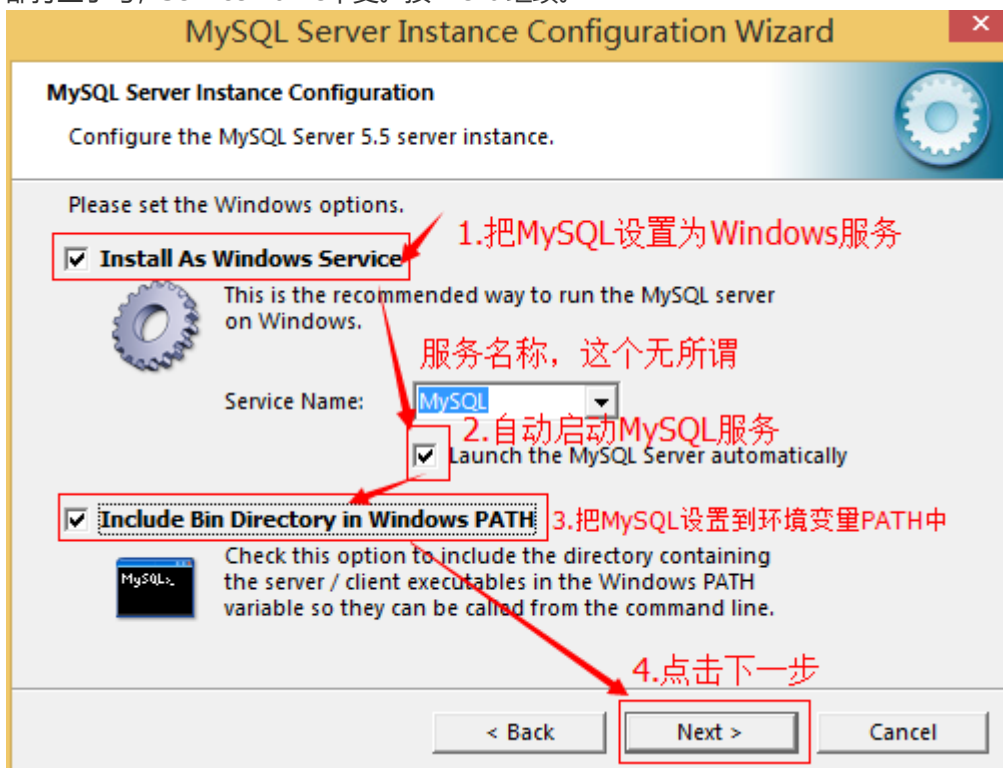 MySQL Server Instance Configuration Wizard
MySQL Server Instance Configuration
Configure the MySQL Server 5.5 server instance.
Please set the Windows options.
1.把MySQL设置为Windows服务
Install As Windows Service
This is the recommended way to run the MySQL server
on Windows.
服务名称，这个无所谓
Service Name:
MySQL
2.自动启动MySQL服务
Launch the MySQL Server automatically
Include Bin Directory in Windows PATH
3.把MySQL设置到环境变量PATH中
Check this option to include the directory containing
the server / client executables in the Windows PATH
variable so they can be called from the command line.
MySQL>_
4.点击下一步
< Back
Next >
Cancel